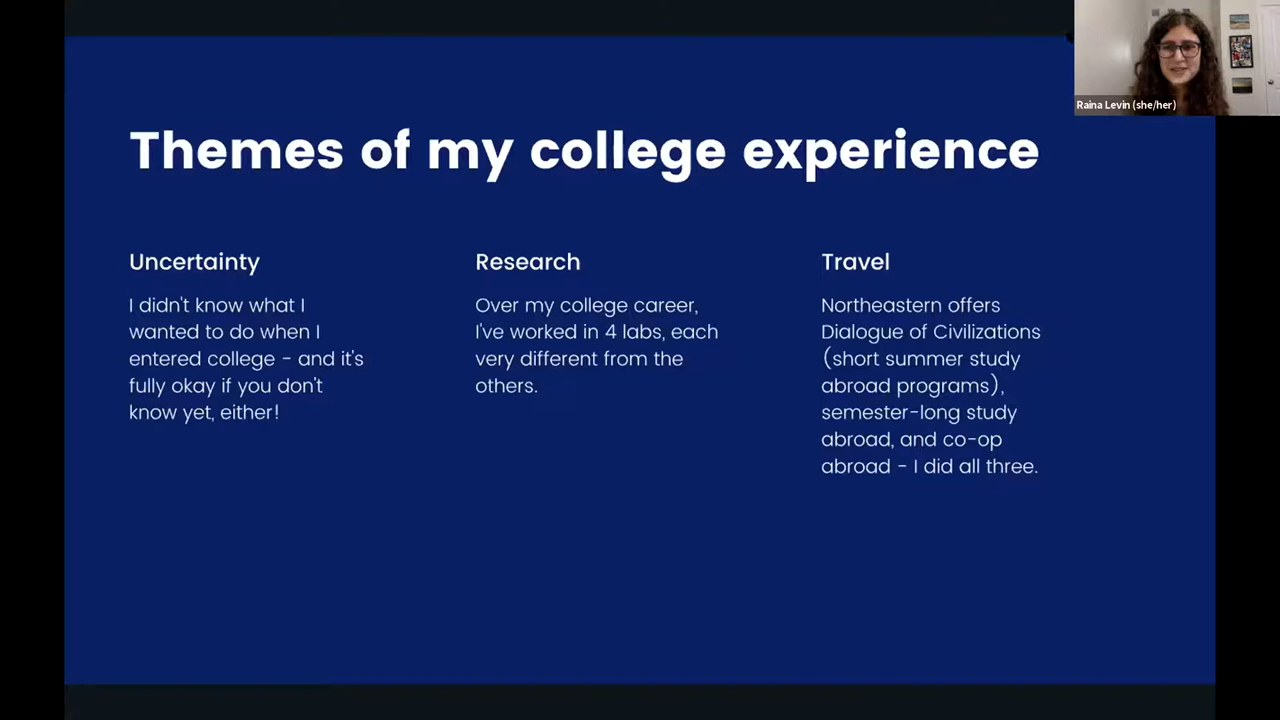 Themes of my college experience
Uncertainty
I didn't know what I
wanted to do when I
entered college - and it's
fully okay if you don't
know yet, either!
Research
Over my college career,
I've worked in 4 labs, each
very different from the
others.
Travel
Northeastern offers
Dialogue of Civilizations
(short summer study
abroad programs),
semester-long study
abroad, and co-op
abroad - I did all three.
Raina Levin (she/her)